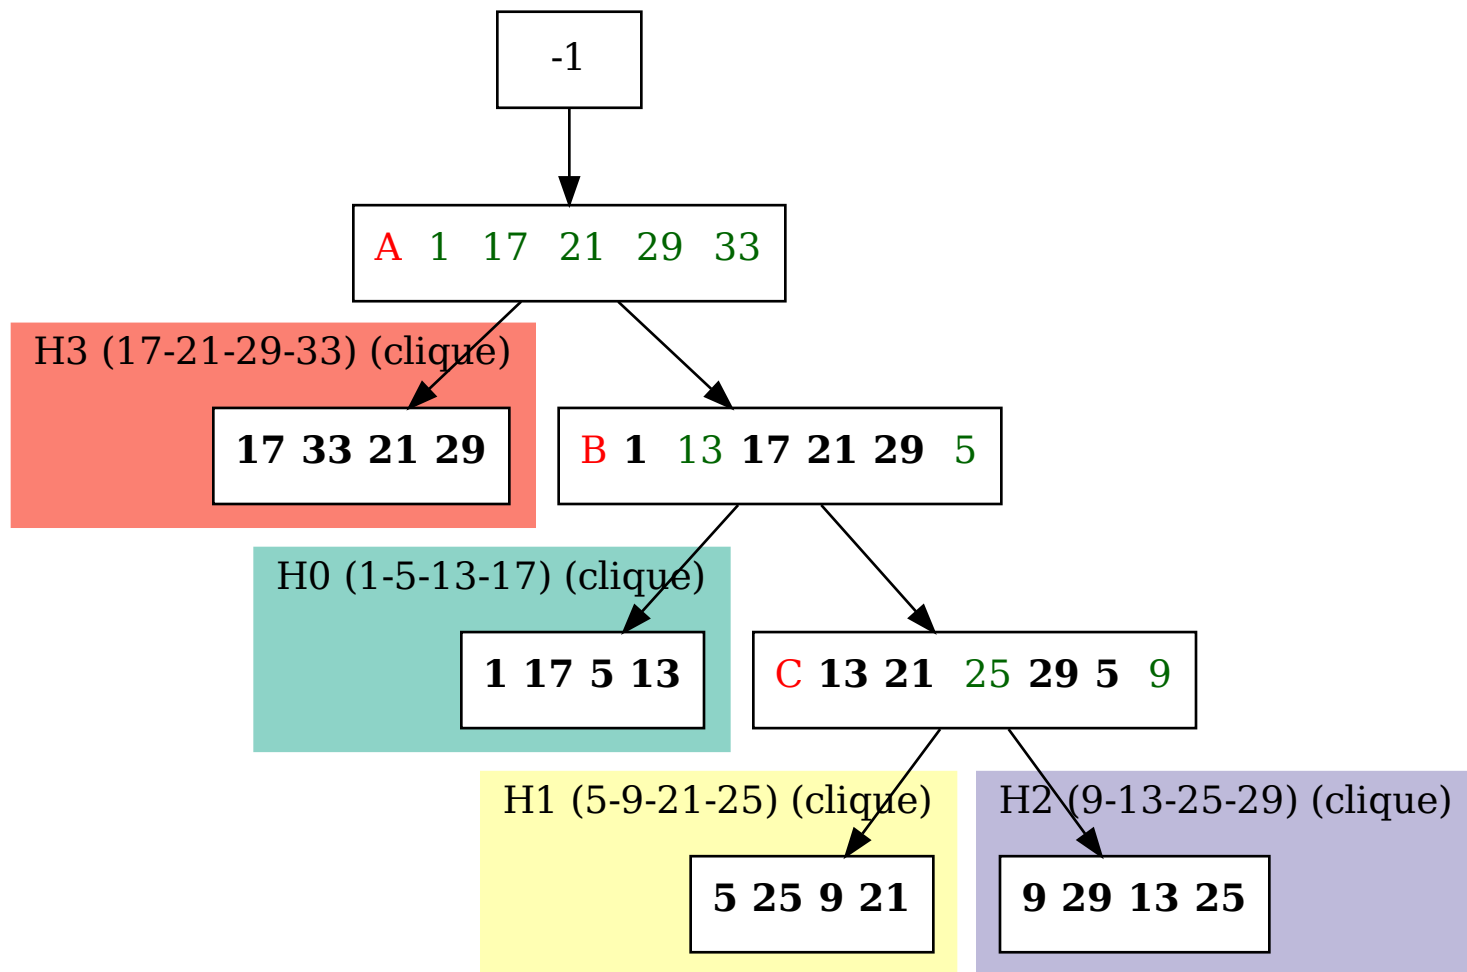 -1
A 1 17 21 29 33
H3 (17-21-29-33) (clique)
17 33 21 29
B 1 13 17 21 29 5
H0 (1-5-13-17) (clique)
1 17 5 13
C 13 21 25 29 5 9
H1 (5-9-21-25) (clique)
5 25 9 21
H2 (9-13-25-29) (clique)
9 29 13 25